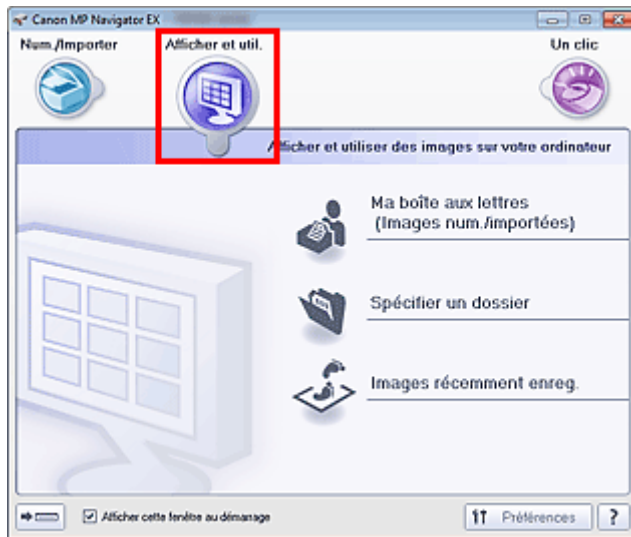 Canon MP Navigator EX
Num./Importer
Afficher et util.
Un clic
Afficher et utiliser des images sur votre ordinateur
Ma boîte aux lettres
(Images num./importées)
Spécifier un dossier
Images récemment enreg.
Afficher cette fenêtre au démarrage
Préférences
?